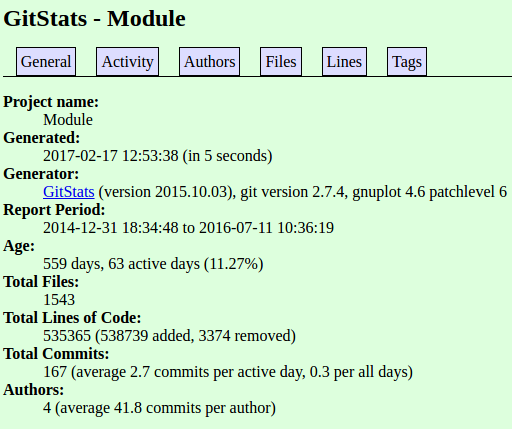 GitStats - Module
General Activity Authors Files Lines Tags
Project name:
Module
Generated:
2017-02-17 12:53:38 (in 5 seconds)
Generator:
GitStats (version 2015.10.03), git version 2.7.4, gnuplot 4.6 patchlevel 6
Report Period:
2014-12-31 18:34:48 to 2016-07-11 10:36:19
Age:
559 days, 63 active days (11.27%)
Total Files:
1543
Total Lines of Code:
535365 (538739 added, 3374 removed)
Total Commits:
167 (average 2.7 commits per active day, 0.3 per all days)
Authors:
4 (average 41.8 commits per author)